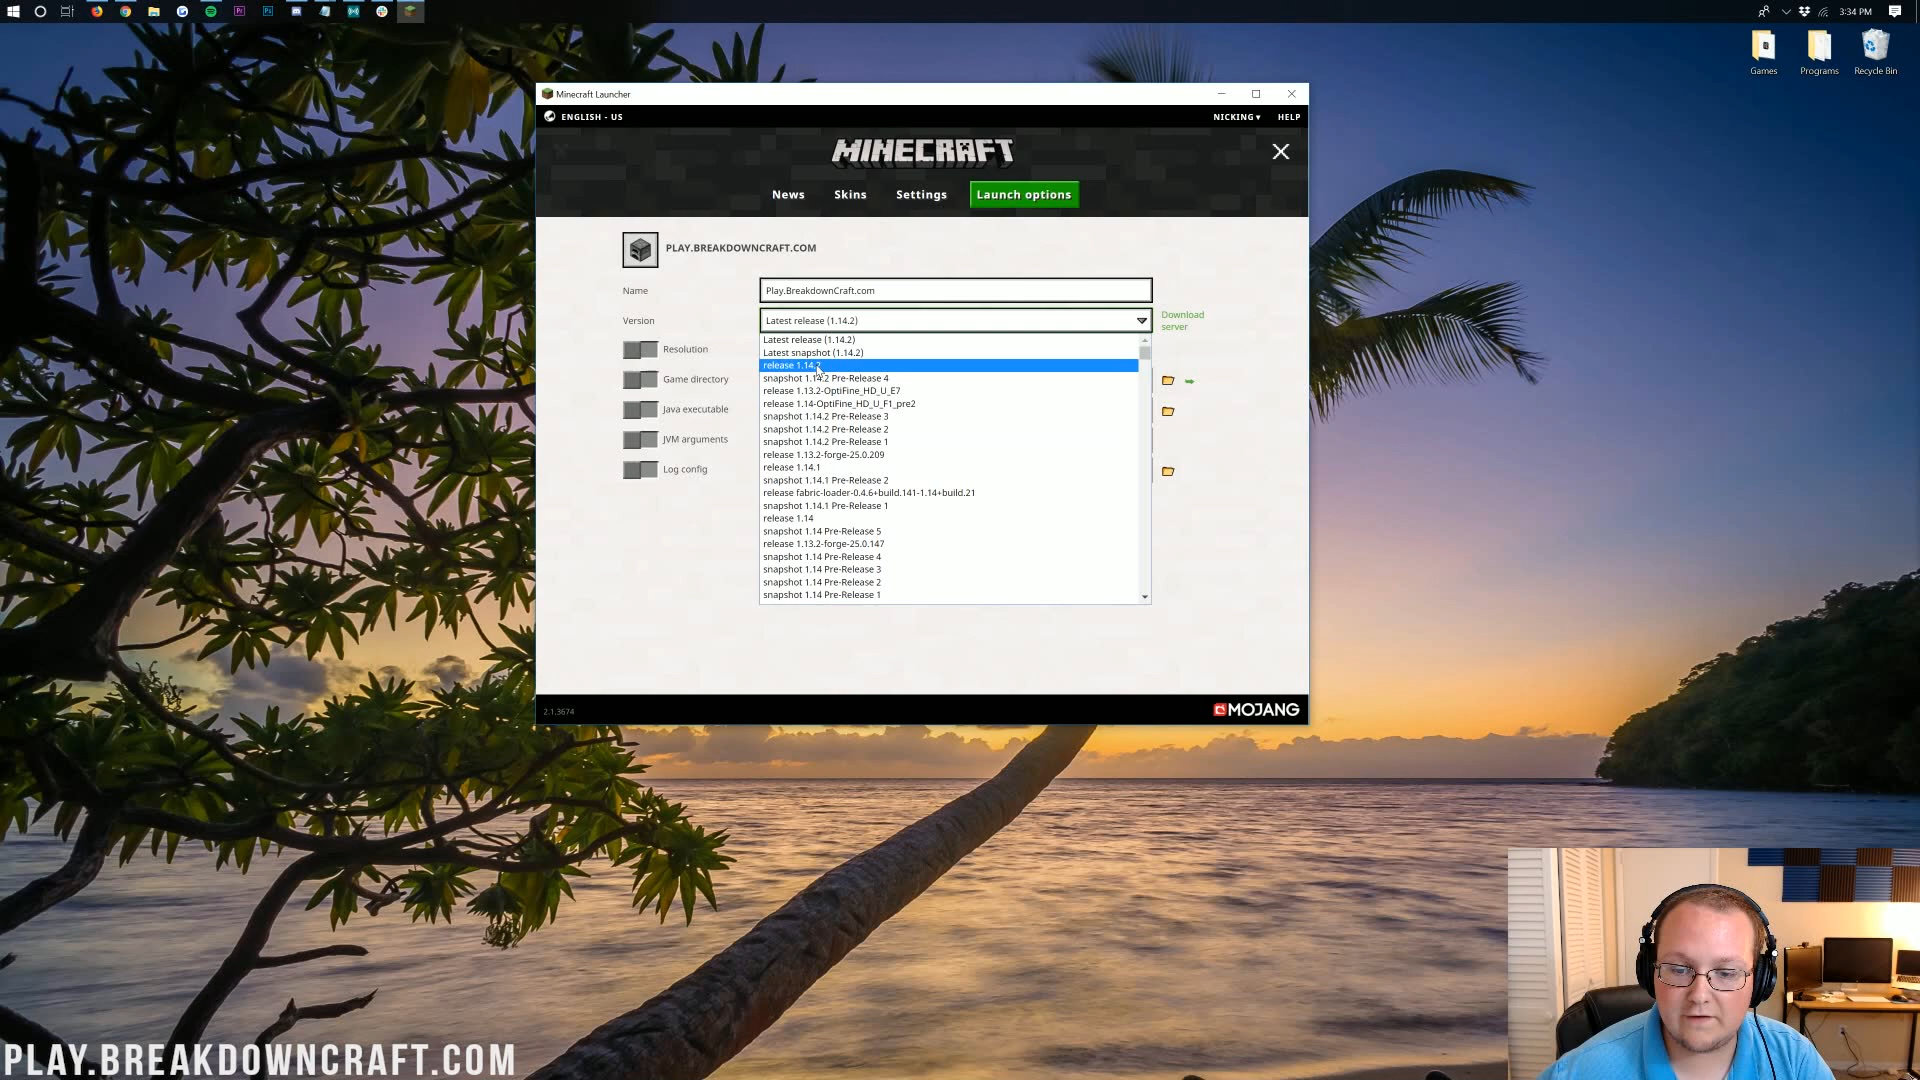 3:34 PM
Games
Programs
Recycle Bin
Minecraft Launcher
ENGLISH - US
NICKING▾
HELP
MINECRAFT
News
Skins
Settings
Launch options
PLAY.BREAKDOWNCRAFT.COM
Name
Play.BreakdownCraft.com
Version
Latest release (1.14.2)
Download server
Latest release (1.14.2)
Latest snapshot (1.14.2)
release 1.14.2
snapshot 1.14.2 Pre-Release 4
release 1.13.2-OptiFine_HD_U_E7
release 1.14-OptiFine_HD_U_F1_pre2
snapshot 1.14.2 Pre-Release 3
snapshot 1.14.2 Pre-Release 2
snapshot 1.14.2 Pre-Release 1
release 1.13.2-forge-25.0.209
release 1.14.1
snapshot 1.14.1 Pre-Release 2
release fabric-loader-0.4.6+build.141-1.14+build.21
snapshot 1.14.1 Pre-Release 1
release 1.14
snapshot 1.14 Pre-Release 5
release 1.13.2-forge-25.0.147
snapshot 1.14 Pre-Release 4
snapshot 1.14 Pre-Release 3
snapshot 1.14 Pre-Release 2
snapshot 1.14 Pre-Release 1
Resolution
Game directory
Java executable
JVM arguments
Log config
2.1.3674
MOJANG
PLAY.BREAKDOWNCRAFT.COM